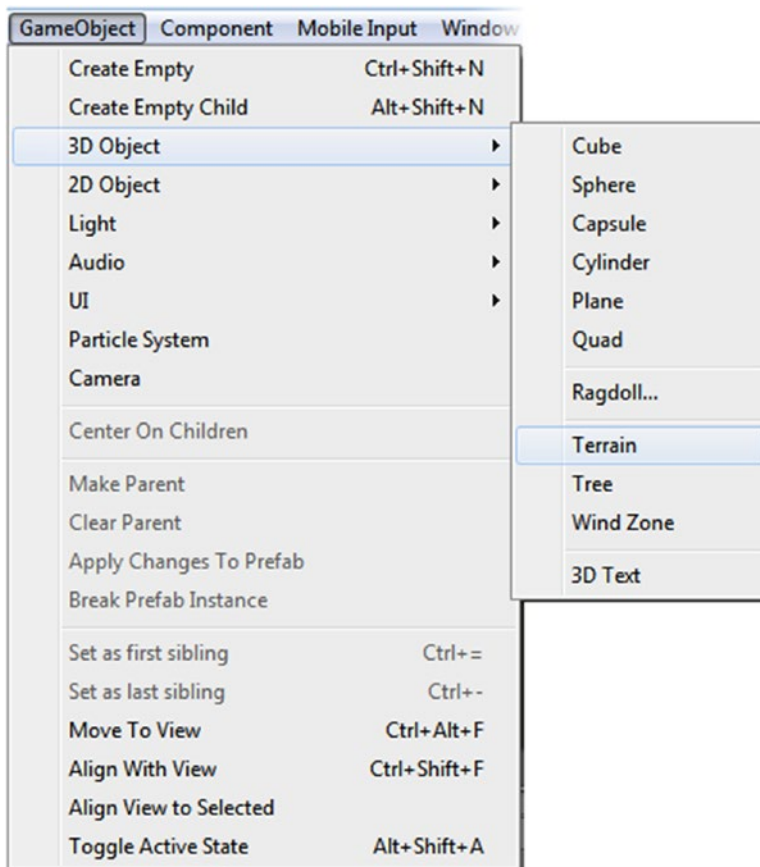 GameObject Component Mobile Input Window
Create Empty Ctrl+Shift+N
Create Empty Child Alt+Shift+N
3D Object
2D Object
Light
Audio
UI
Particle System
Camera
Center On Children
Make Parent
Clear Parent
Apply Changes To Prefab
Break Prefab Instance
Set as first sibling Ctrl+=
Set as last sibling Ctrl+-
Move To View Ctrl+Alt+F
Align With View Ctrl+Shift+F
Align View to Selected
Toggle Active State Alt+Shift+A
Cube
Sphere
Capsule
Cylinder
Plane
Quad
Ragdoll...
Terrain
Tree
Wind Zone
3D Text